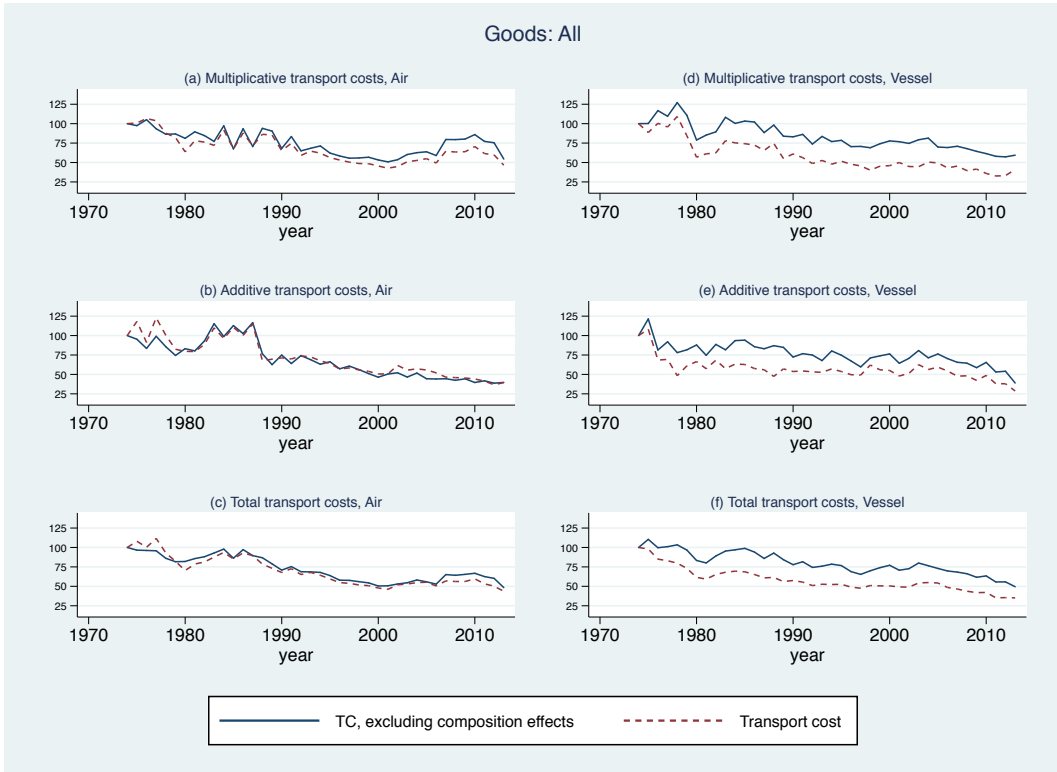 Goods: All
(a) Multiplicative transport costs, Air
125
100
75
50
25
1970 1980 1990 2000 2010
year
(d) Multiplicative transport costs, Vessel
125
100
75
50
25
1970 1980 1990 2000 2010
year
(b) Additive transport costs, Air
125
100
75
50
25
1970 1980 1990 2000 2010
year
(e) Additive transport costs, Vessel
125
100
75
50
25
1970 1980 1990 2000 2010
year
(c) Total transport costs, Air
125
100
75
50
25
1970 1980 1990 2000 2010
year
(f) Total transport costs, Vessel
125
100
75
50
25
1970 1980 1990 2000 2010
year
TC, excluding composition effects
Transport cost